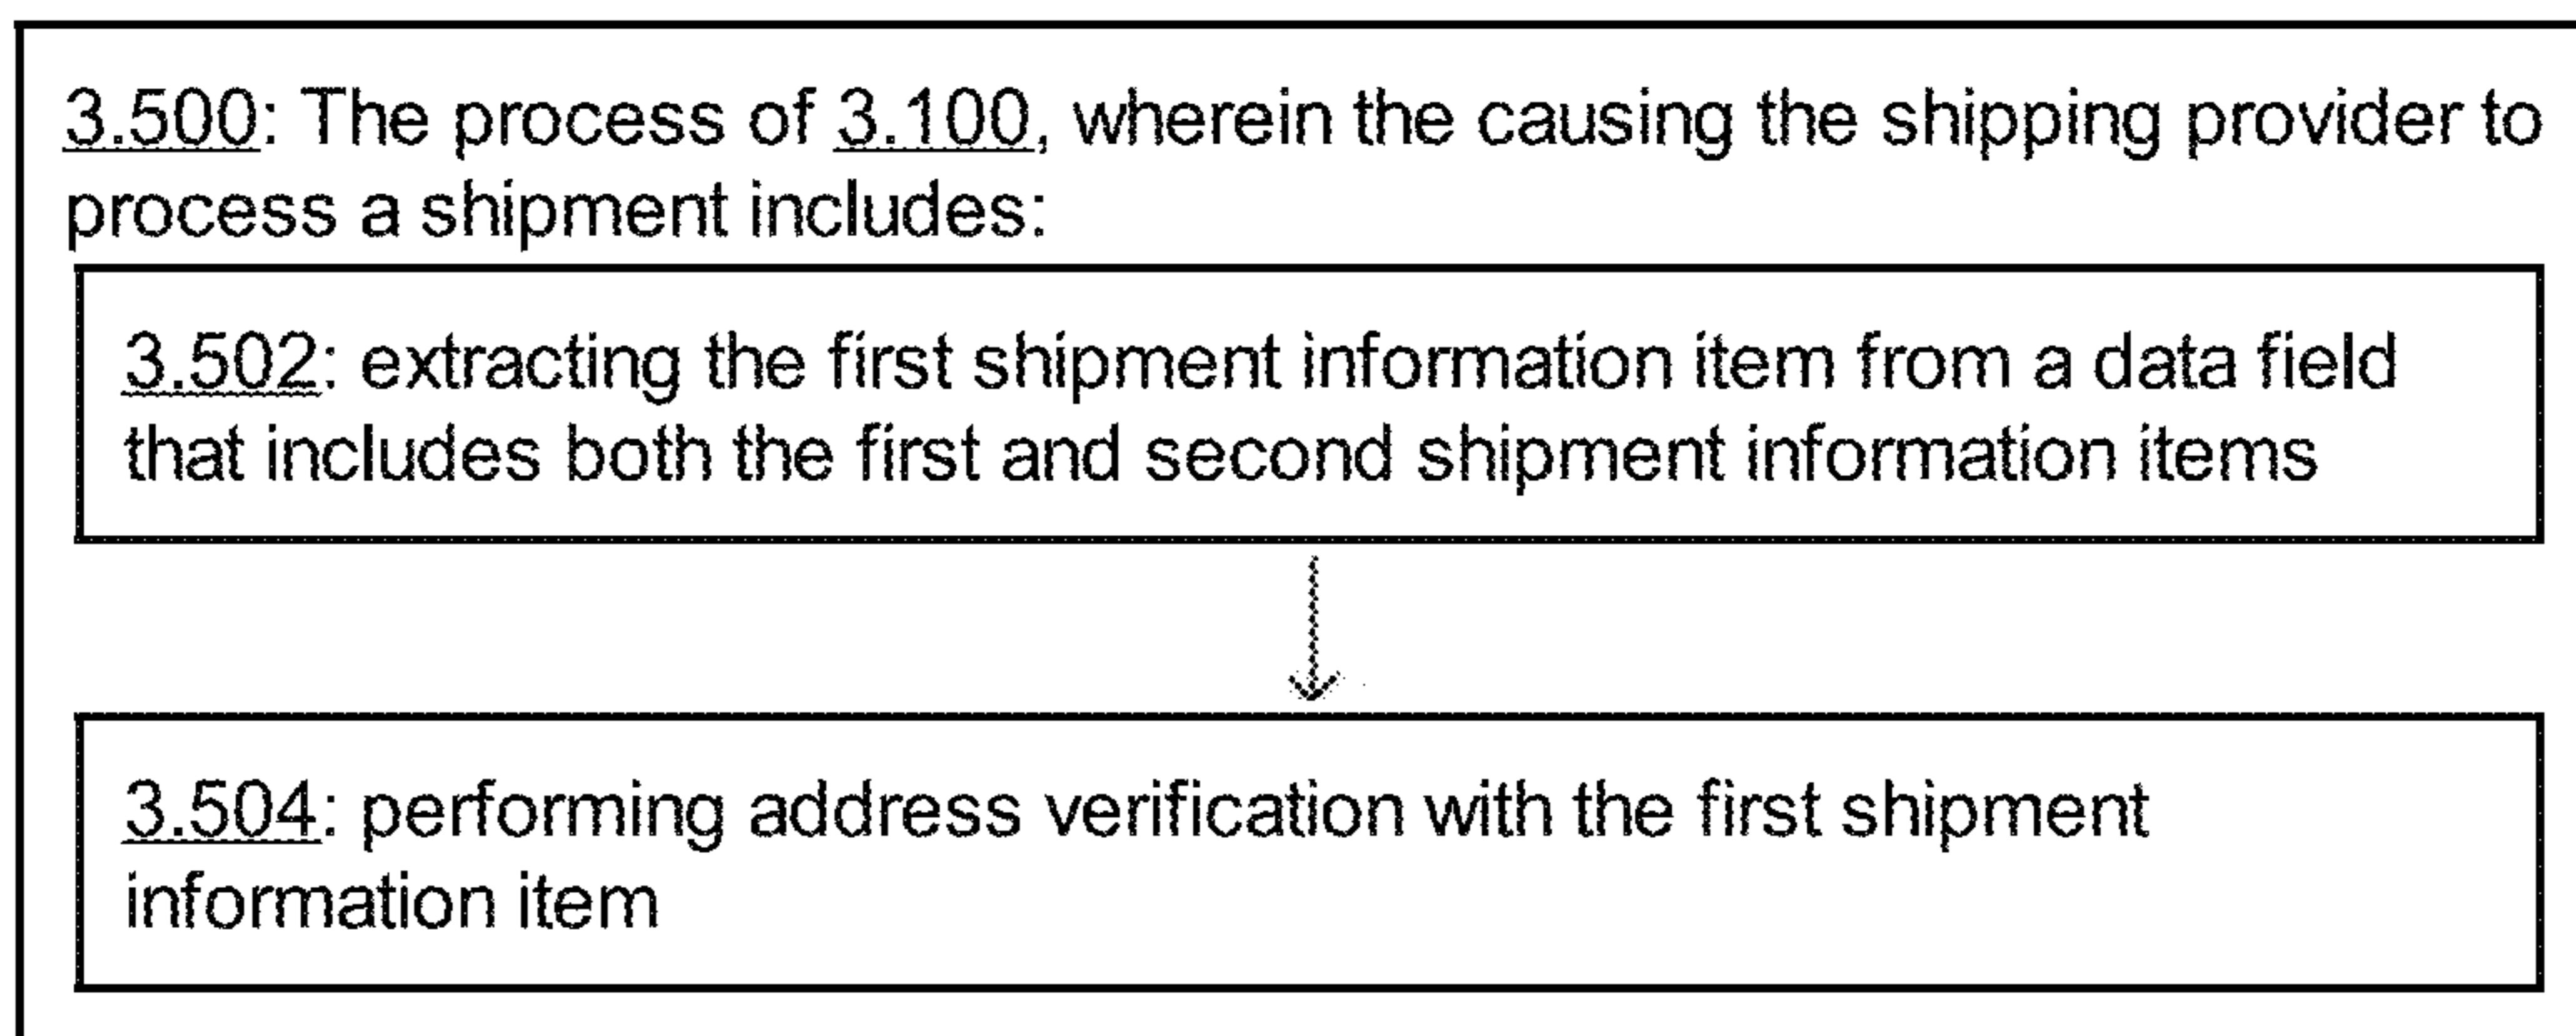 3.500: The process of 3.100, wherein the causing the shipping provider to
process a shipment includes:
3.502: extracting the first shipment information item from a data field
that includes both the first and second shipment information items
3.504: performing address verification with the first shipment
information item